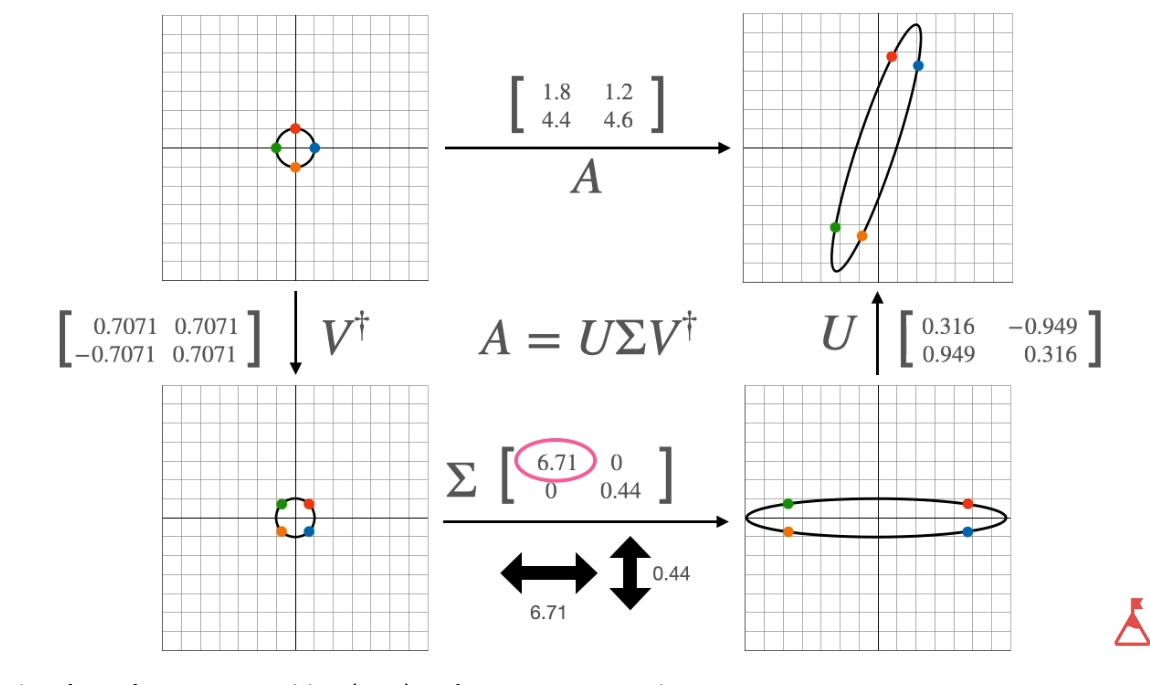 [ 1.8 1.2 ]
[ 4.4 4.6 ]
A
[ 0.7071 0.7071 ]
[ −0.7071 0.7071 ]
V†
A = UΣV†
U
[ 0.316 −0.949 ]
[ 0.949 0.316 ]
Σ
[ 6.71 0 ]
[ 0 0.44 ]
0.44
6.71